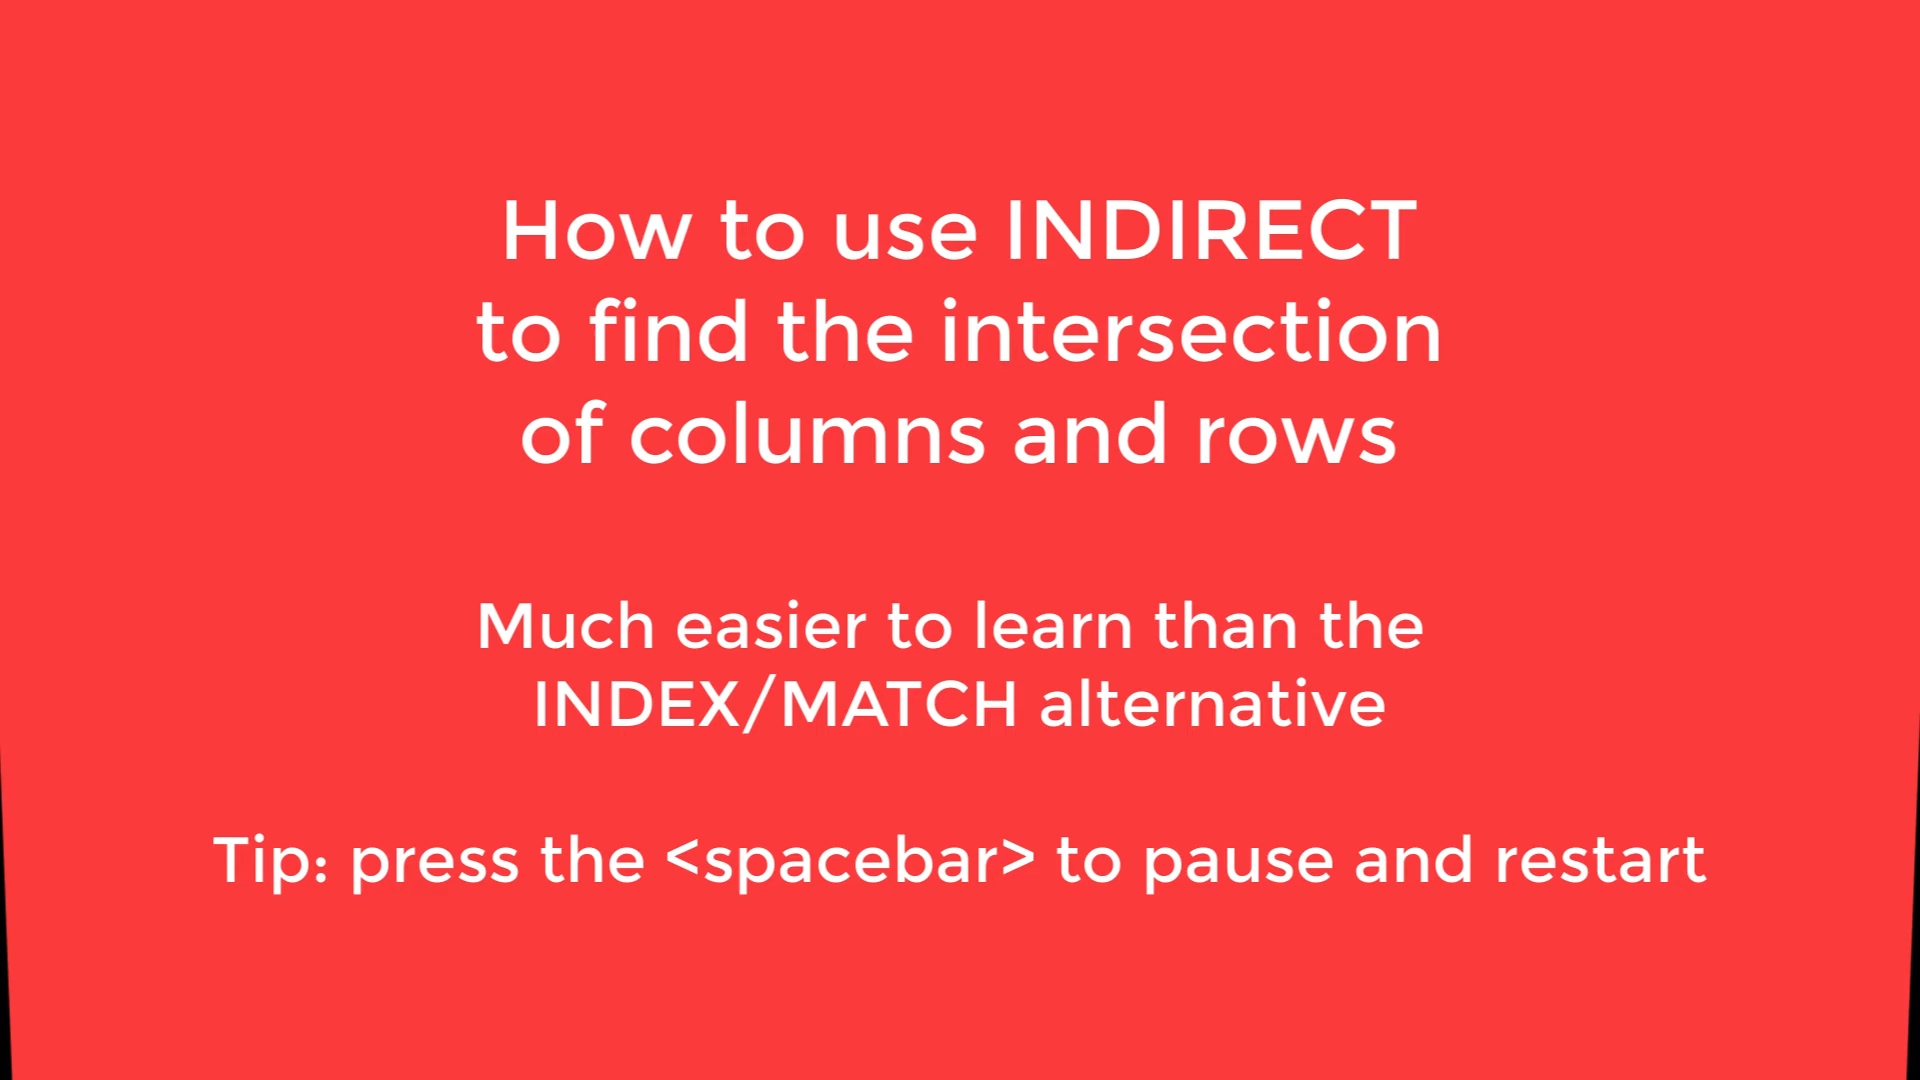 How to use INDIRECT
to find the intersection
of columns and rows
Much easier to learn than the
INDEX/MATCH alternative
Tip: press the <spacebar> to pause and restart